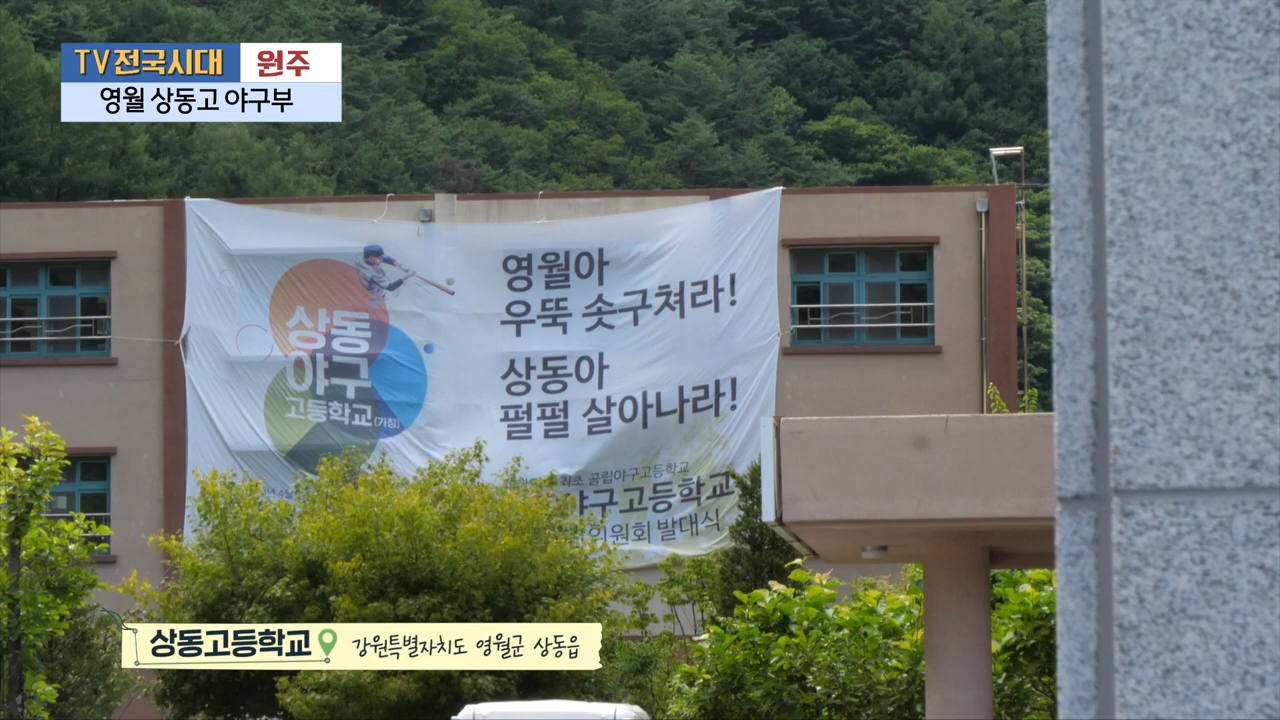 TV전국시대 원주
영월 상동고 야구부
영월아
우뚝 솟구쳐라!
상동아
펄펄 살아나라!
상동
야구
고등학교(가칭)
최초 공립야구고등학교
야구고등학교
위원회 발대식
상동고등학교 강원특별자치도 영월군 상동읍